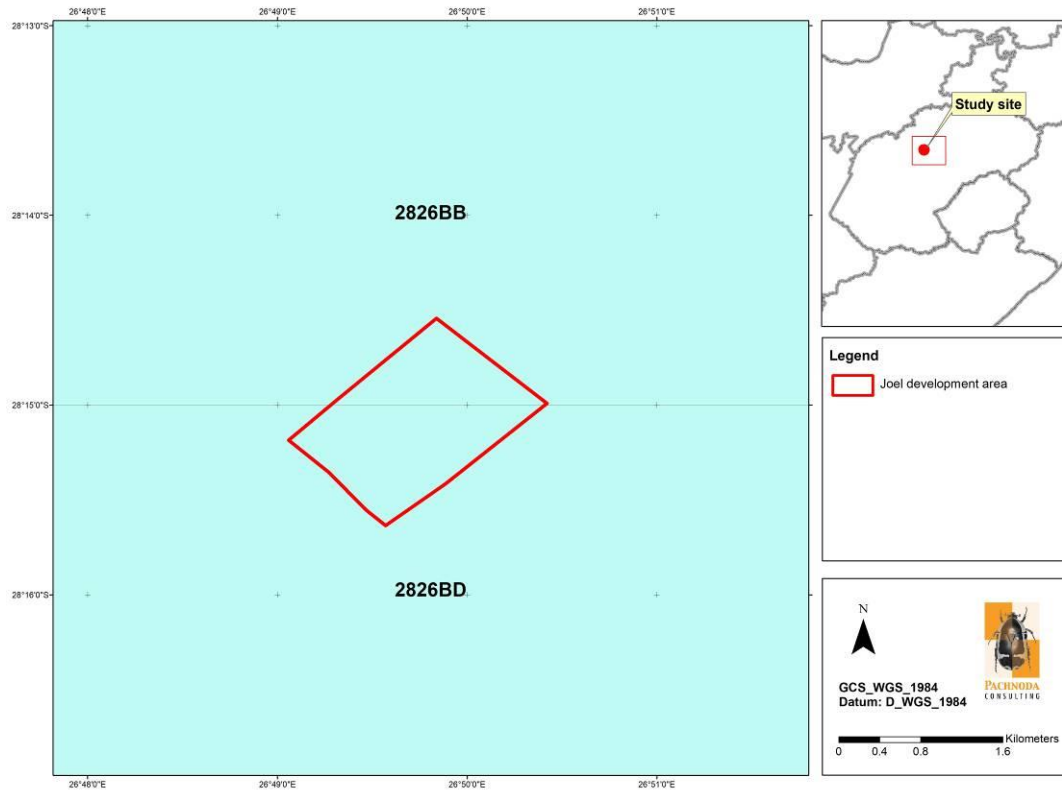 26°48'0"E 26°49'0"E 26°50'0"E 26°51'0"E
28°13'0"S
28°14'0"S
28°15'0"S
28°16'0"S
2826BB
2826BD
26°48'0"E 26°49'0"E 26°50'0"E 26°51'0"E
Study site
Legend
Joel development area
N
GCS_WGS_1984
Datum: D_WGS_1984
PACHNODA
CONSULTING
Kilometers
0 0.4 0.8 1.6